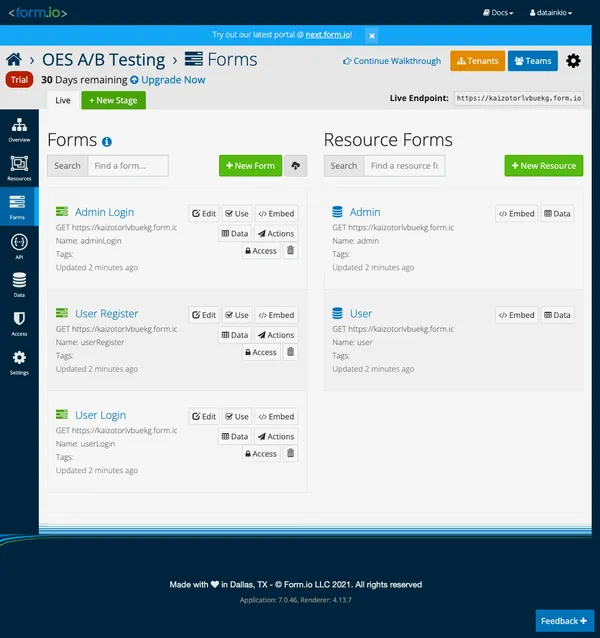 <form.io>
Docs
datainkio
Try out our latest portal @ next.form.io!
×
OES A/B Testing › Forms
Continue Walkthrough
Tenants
Teams
Trial
30 Days remaining Upgrade Now
Live
+ New Stage
Live Endpoint:
https://kaizotorlvbuekg.form.io
Overview
Resources
Forms
API
Data
Access
Settings
Forms
Search
Find a form...
+ New Form
Admin Login
GET https://kaizotorlvbuekg.form.io
Name: adminLogin
Tags:
Updated 2 minutes ago
Edit
Use
</> Embed
Data
Actions
Access
User Register
GET https://kaizotorlvbuekg.form.io
Name: userRegister
Tags:
Updated 2 minutes ago
Edit
Use
</> Embed
Data
Actions
Access
User Login
GET https://kaizotorlvbuekg.form.io
Name: userLogin
Tags:
Updated 2 minutes ago
Edit
Use
</> Embed
Data
Actions
Access
Resource Forms
Search
Find a resource fo
+ New Resource
Admin
GET https://kaizotorlvbuekg.form.io
Name: admin
Tags:
Updated 2 minutes ago
</> Embed
Data
User
GET https://kaizotorlvbuekg.form.io
Name: user
Tags:
Updated 2 minutes ago
</> Embed
Data
Made with ♥ in Dallas, TX - © Form.io LLC 2021. All rights reserved
Application: 7.0.46, Renderer: 4.13.7
Feedback +